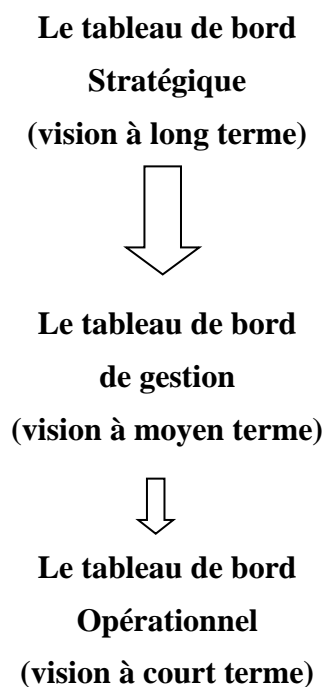 Le tableau de bord
Stratégique
(vision à long terme)
Le tableau de bord
de gestion
(vision à moyen terme)
Le tableau de bord
Opérationnel
(vision à court terme)